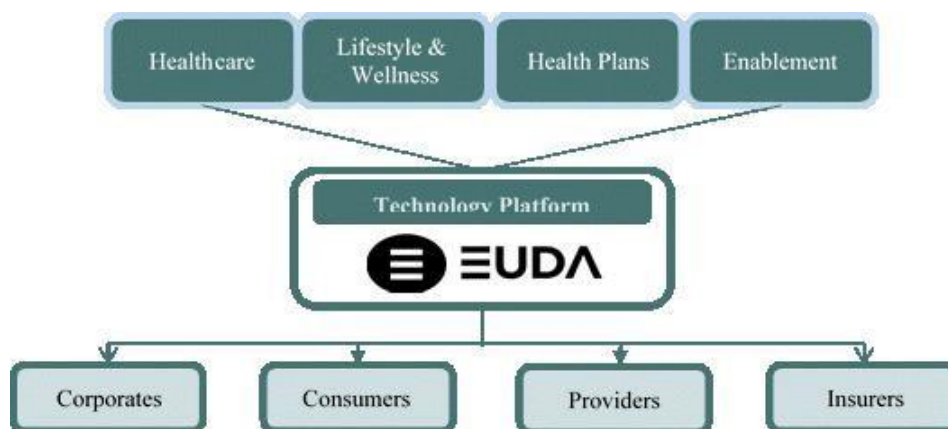 Healthcare
Lifestyle &
Wellness
Health Plans
Enablement
Technology Platform
EUDA
Corporates
Consumers
Providers
Insurers